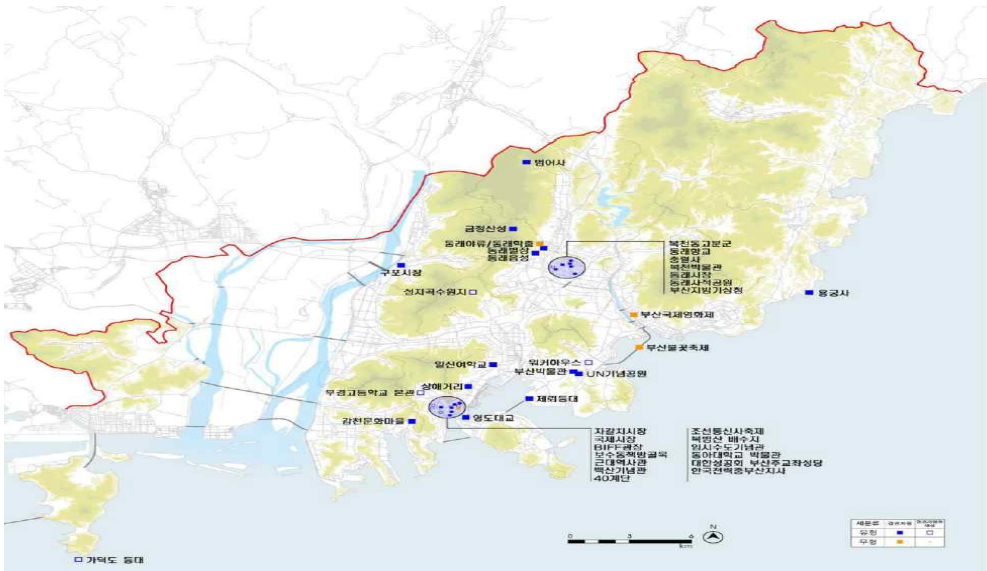 범어사
금정산성
동래야류/동래학춤
동래별장
동래읍성
구포시장
성지곡수원지
복천동고분군
동래향교
충렬사
복천박물관
동래시장
동래사적공원
부산지방기상청
용궁사
부산국제영화제
부산불꽃축제
일신여학교
워커하우스
부산박물관
UN기념공원
상해거리
부경고등학교 본관
제뢰등대
감천문화마을
영도대교
자갈치시장
국제시장
BIFF광장
보수동책방골목
근대역사관
백산기념관
40계단
조선통신사축제
복병산 배수지
임시수도기념관
동아대학교 박물관
대한성공회 부산주교좌성당
한국전력중부산지사
가덕도 등대
0 3 6
km
N
유형
무형